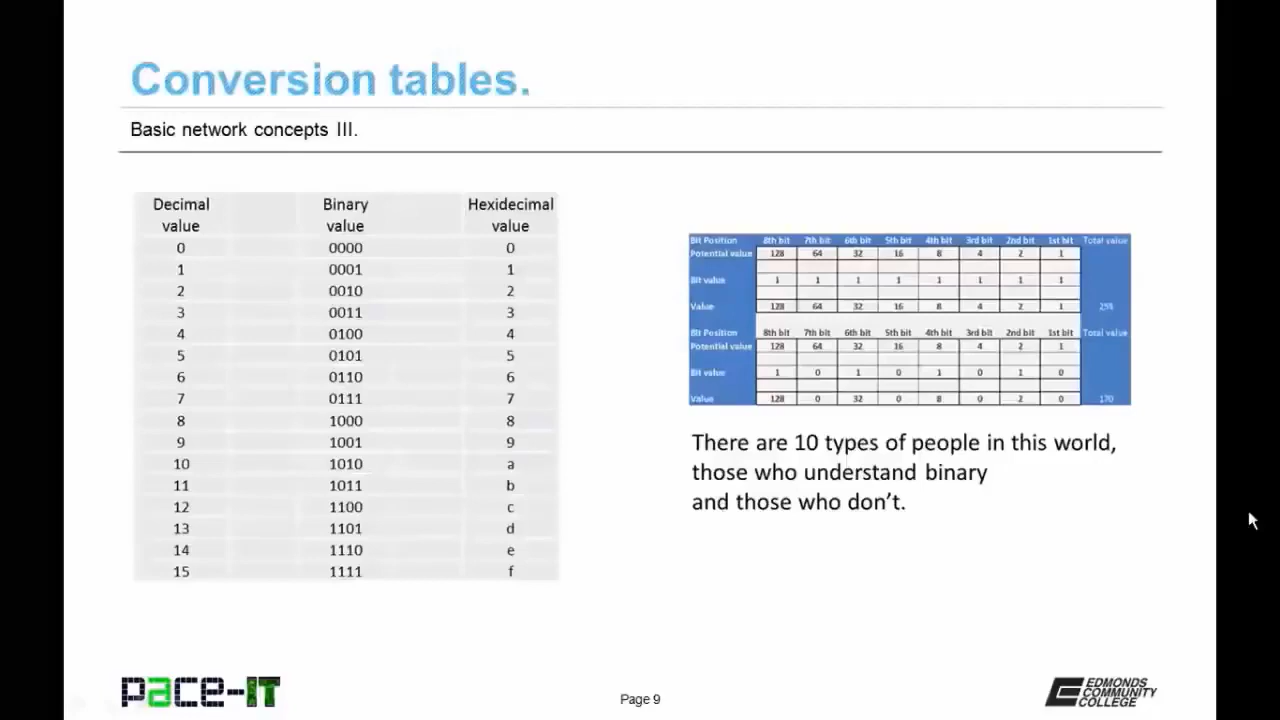 Conversion tables.
Basic network concepts III.
Decimal value Binary value Hexidecimal value
0 0000 0
1 0001 1
2 0010 2
3 0011 3
4 0100 4
5 0101 5
6 0110 6
7 0111 7
8 1000 8
9 1001 9
10 1010 a
11 1011 b
12 1100 c
13 1101 d
14 1110 e
15 1111 f
Bit Position 8th bit 7th bit 6th bit 5th bit 4th bit 3rd bit 2nd bit 1st bit Total value
Potential value 128 64 32 16 8 4 2 1
Bit value 1 1 1 1 1 1 1 1
Value 128 64 32 16 8 4 2 1 255
Bit Position 8th bit 7th bit 6th bit 5th bit 4th bit 3rd bit 2nd bit 1st bit Total value
Potential value 128 64 32 16 8 4 2 1
Bit value 1 0 1 0 1 0 1 0
Value 128 0 32 0 8 0 2 0 170
There are 10 types of people in this world,
those who understand binary
and those who don't.
pace-IT
Page 9
EDMONDS
COMMUNITY
COLLEGE